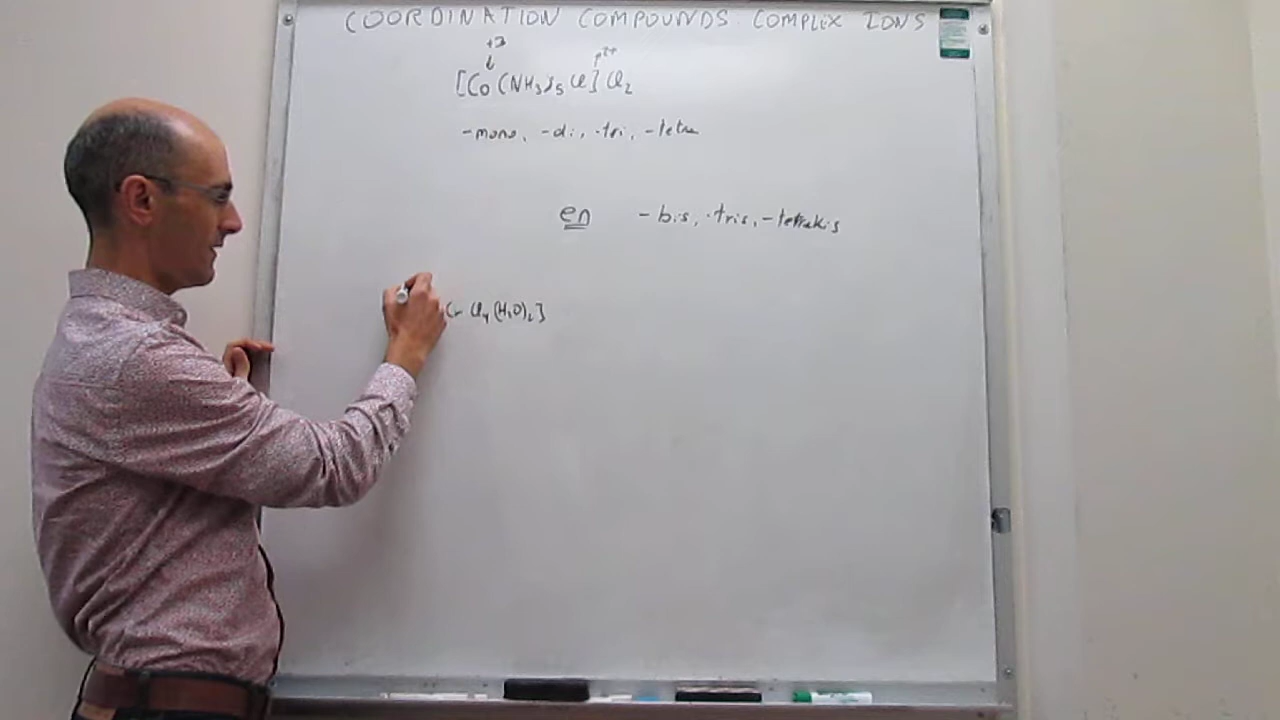 COORDINATION COMPOUNDS. COMPLEX IONS
+3 2+
[Co(NH3)5Cl]Cl2
-mono, -di, -tri, -tetra
en -bis, -tris, -tetrakis
Cr Cl4(H2O)2]